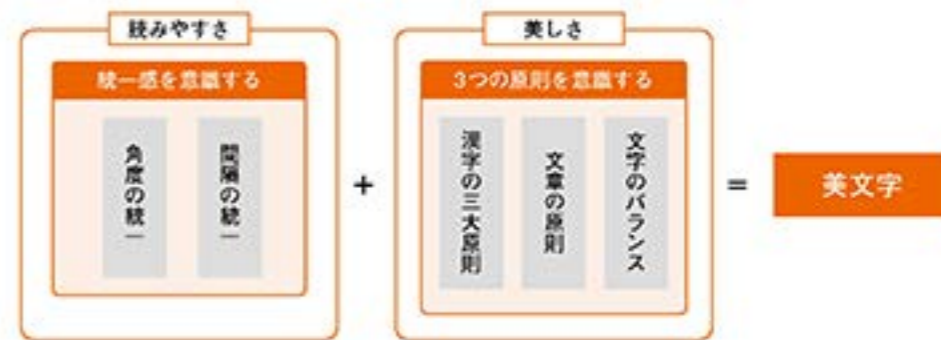 読みやすさ
統一感を意識する
角度の統一
間隔の統一
+
美しさ
3つの原則を意識する
漢字の三大原則
文章の原則
文字のバランス
=
美文字